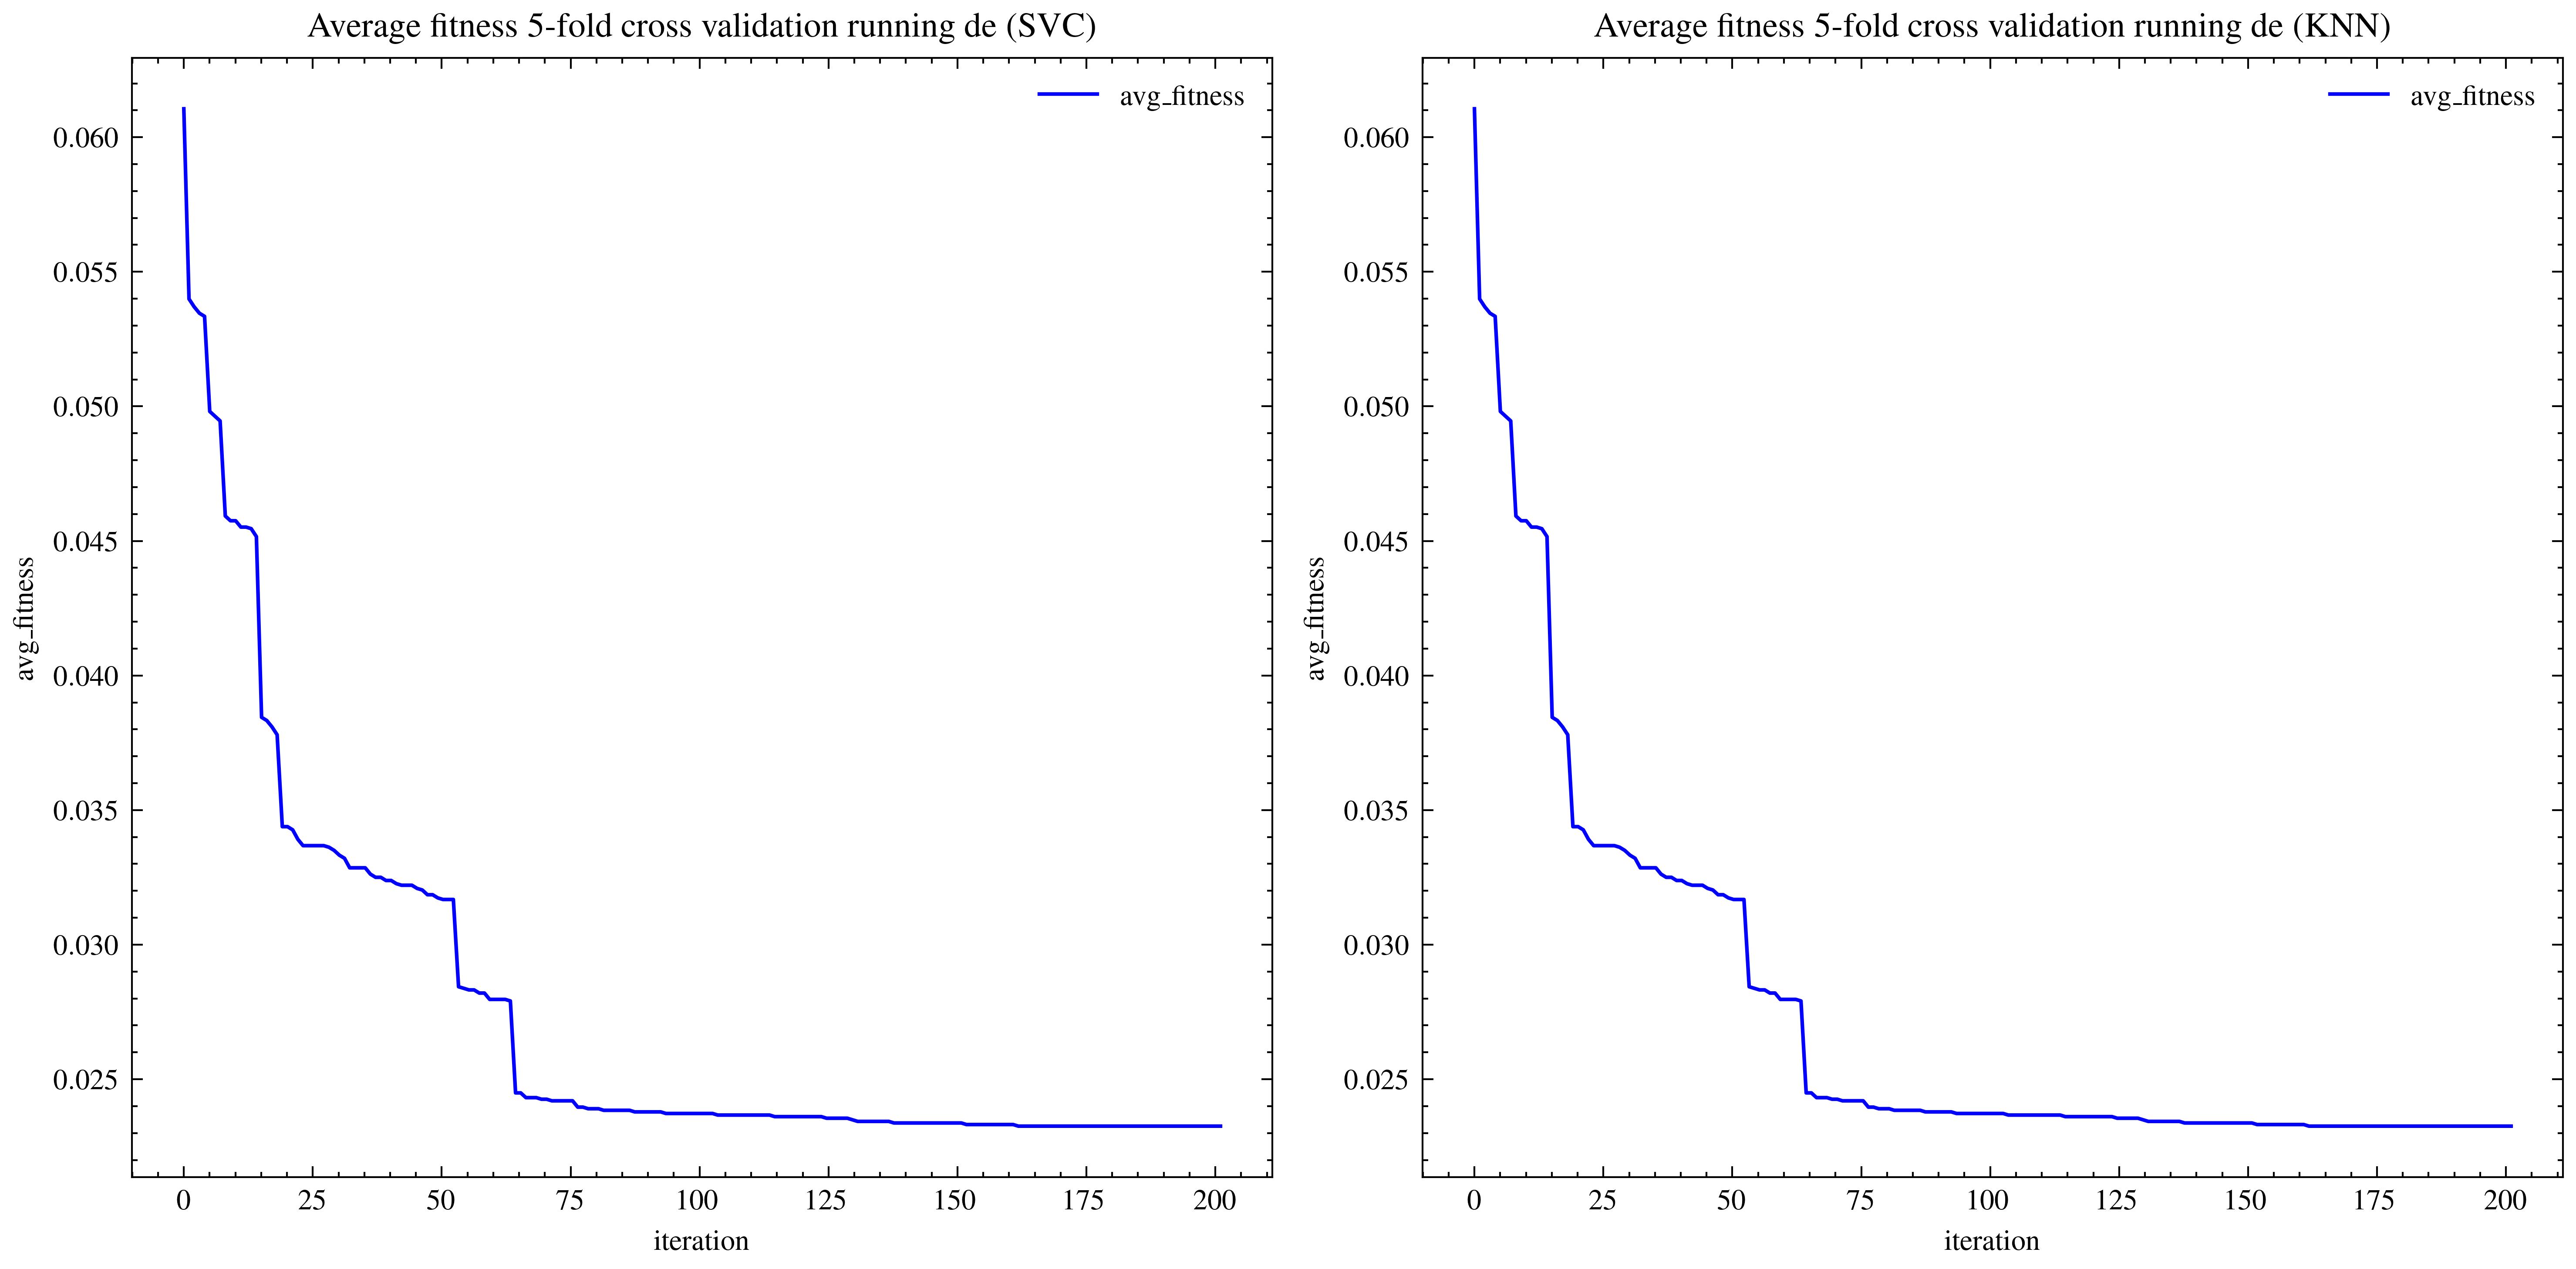 Average fitness 5-fold cross validation running de (SVC)
avg_fitness
0.060
0.055
0.050
0.045
0.040
0.035
0.030
0.025
avg_fitness
0 25 50 75 100 125 150 175 200
iteration
Average fitness 5-fold cross validation running de (KNN)
avg_fitness
0.060
0.055
0.050
0.045
0.040
0.035
0.030
0.025
avg_fitness
0 25 50 75 100 125 150 175 200
iteration